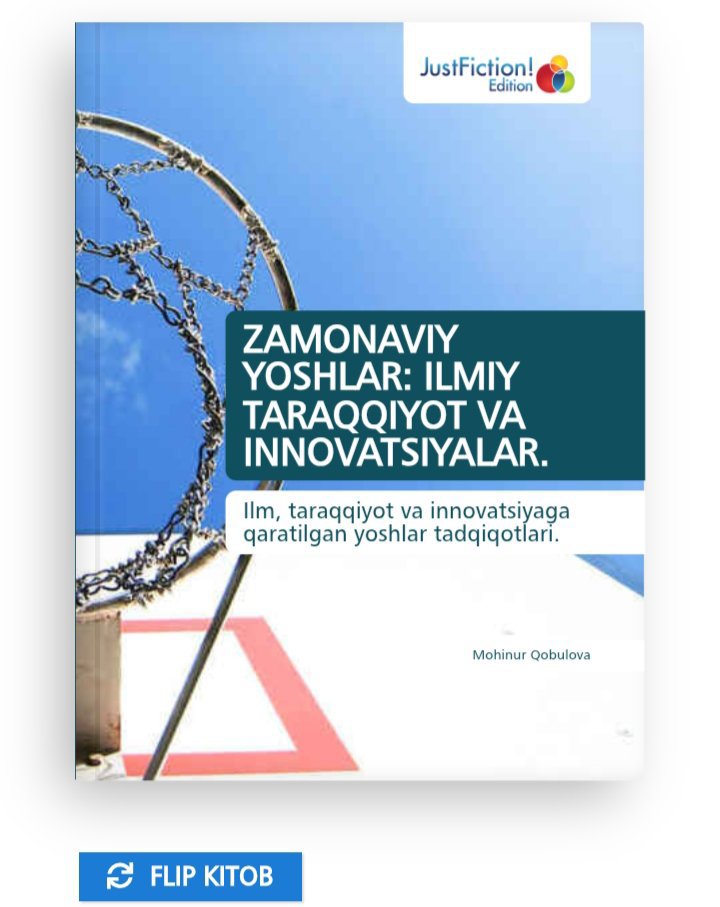 JustFiction!
Edition
ZAMONAVIY
YOSHLAR: ILMIY
TARAQQIYOT VA
INNOVATSIYALAR.
Ilm, taraqqiyot va innovatsiyaga
qaratilgan yoshlar tadqiqotlari.
Mohinur Qobulova
FLIP KITOB